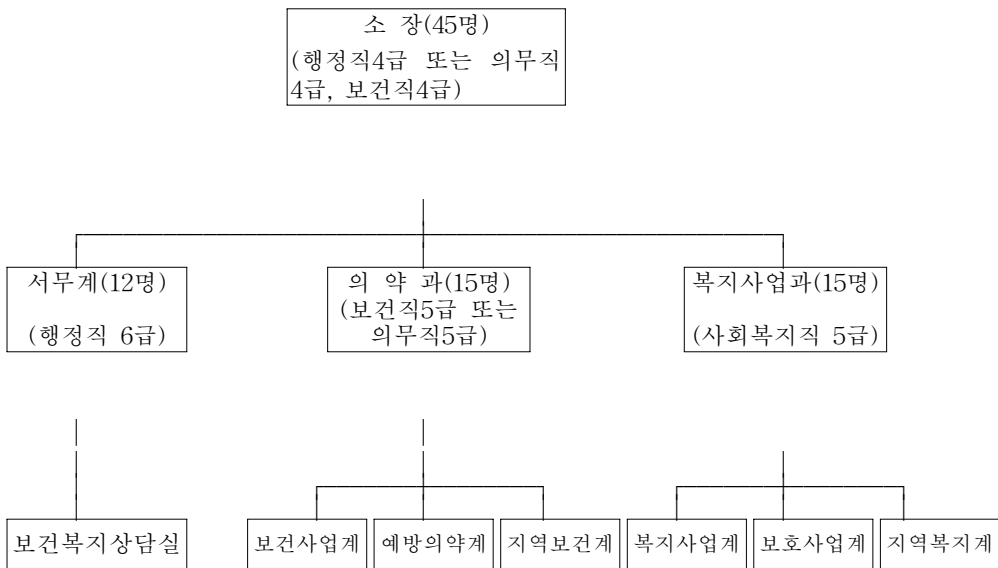 소 장(45명)
(행정직4급 또는 의무직
4급, 보건직4급)
서무계(12명)
(행정직 6급)
의 약 과(15명)
(보건직5급 또는
의무직5급)
복지사업과(15명)
(사회복지직 5급)
보건복지상담실
보건사업계
예방의약계
지역보건계
복지사업계
보호사업계
지역복지계